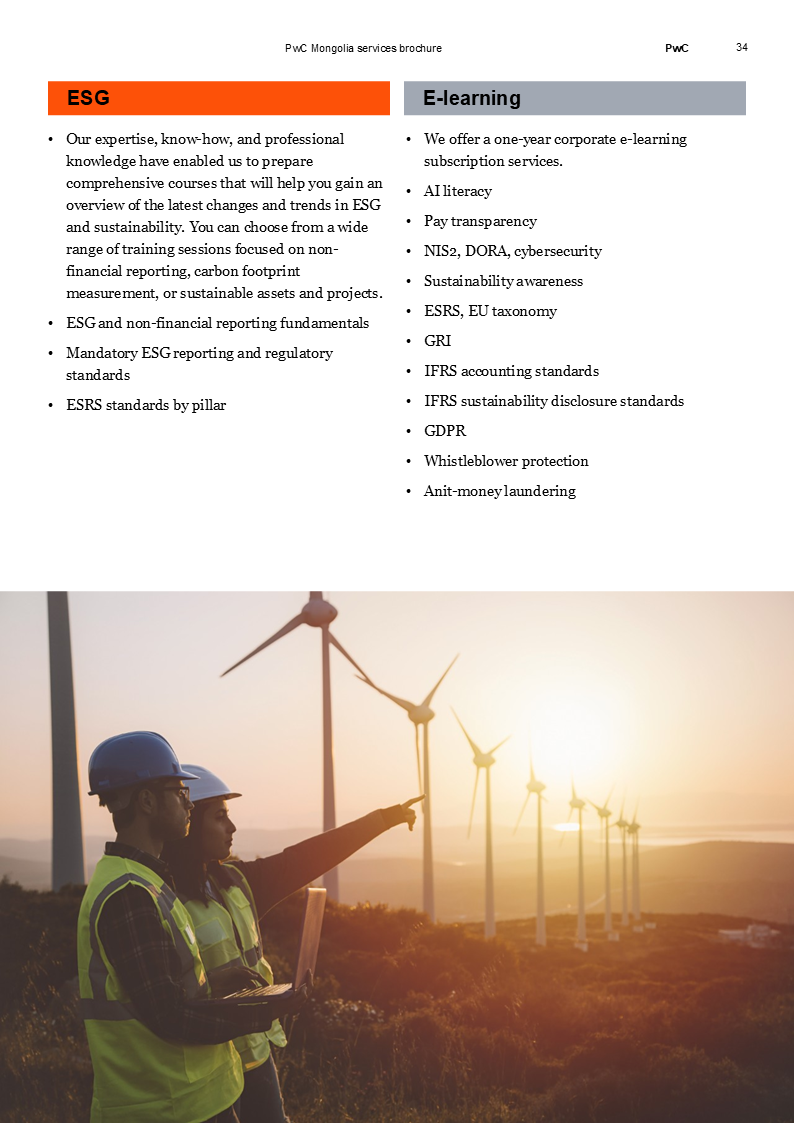 PwC Mongolia services brochure
PwC
34
ESG
• Our expertise, know-how, and professional
knowledge have enabled us to prepare
comprehensive courses that will help you gain an
overview of the latest changes and trends in ESG
and sustainability. You can choose from a wide
range of training sessions focused on non-
financial reporting, carbon footprint
measurement, or sustainable assets and projects.
• ESG and non-financial reporting fundamentals
• Mandatory ESG reporting and regulatory
standards
• ESRS standards by pillar
E-learning
• We offer a one-year corporate e-learning
subscription services.
• AI literacy
• Pay transparency
• NIS2, DORA, cybersecurity
• Sustainability awareness
• ESRS, EU taxonomy
• GRI
• IFRS accounting standards
• IFRS sustainability disclosure standards
• GDPR
• Whistleblower protection
• Anit-money laundering